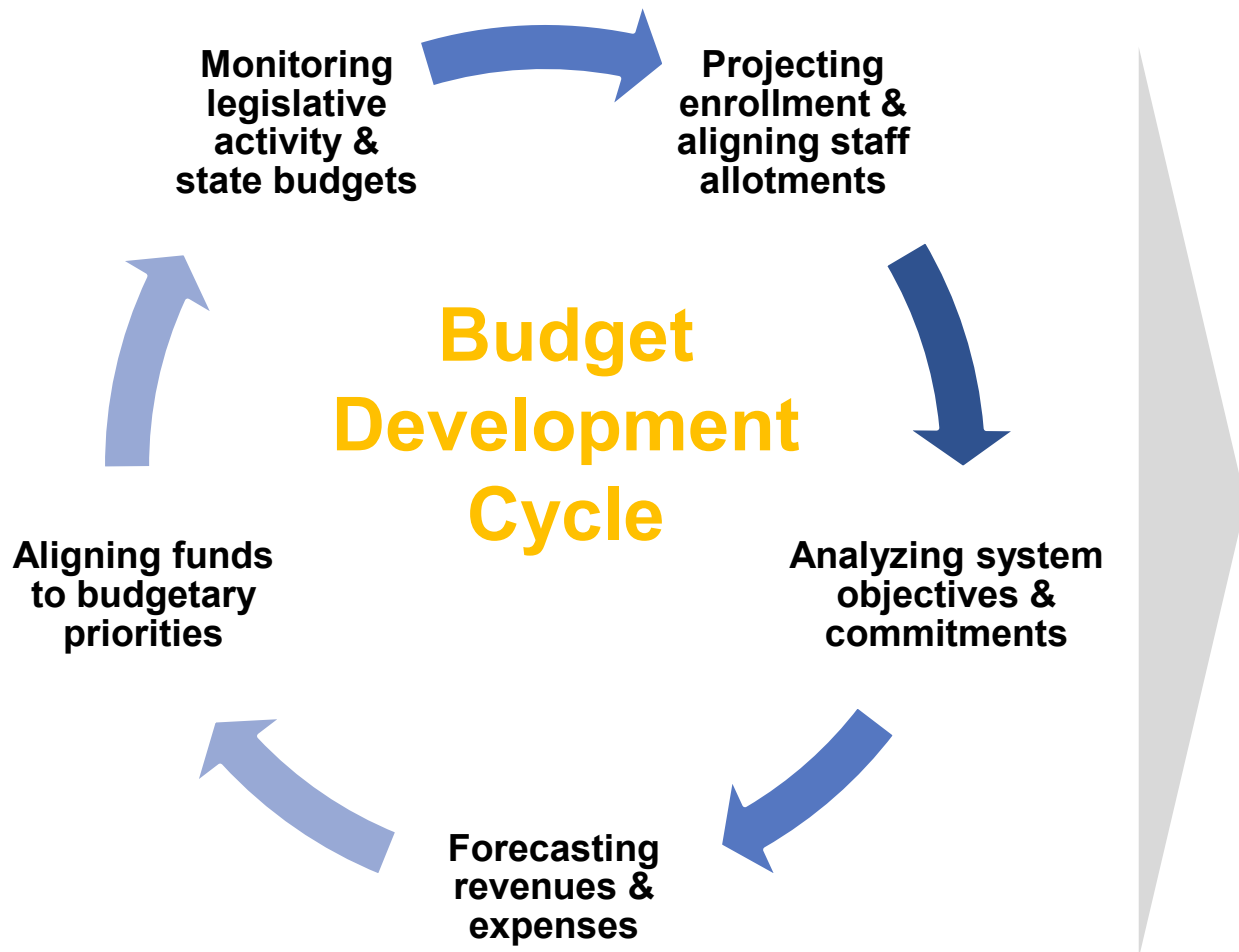 Monitoring
legislative
activity &
state budgets
Projecting
enrollment &
aligning staff
allotments
Budget
Development
Cycle
Aligning funds
to budgetary
priorities
Analyzing system
objectives &
commitments
Forecasting
revenues &
expenses